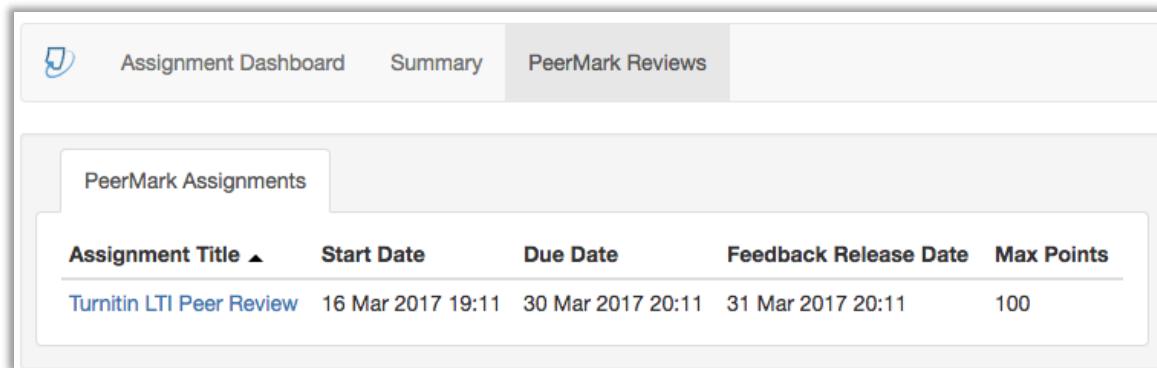 Assignment Dashboard Summary PeerMark Reviews
PeerMark Assignments
Assignment Title ▲ Start Date Due Date Feedback Release Date Max Points
Turnitin LTI Peer Review 16 Mar 2017 19:11 30 Mar 2017 20:11 31 Mar 2017 20:11 100